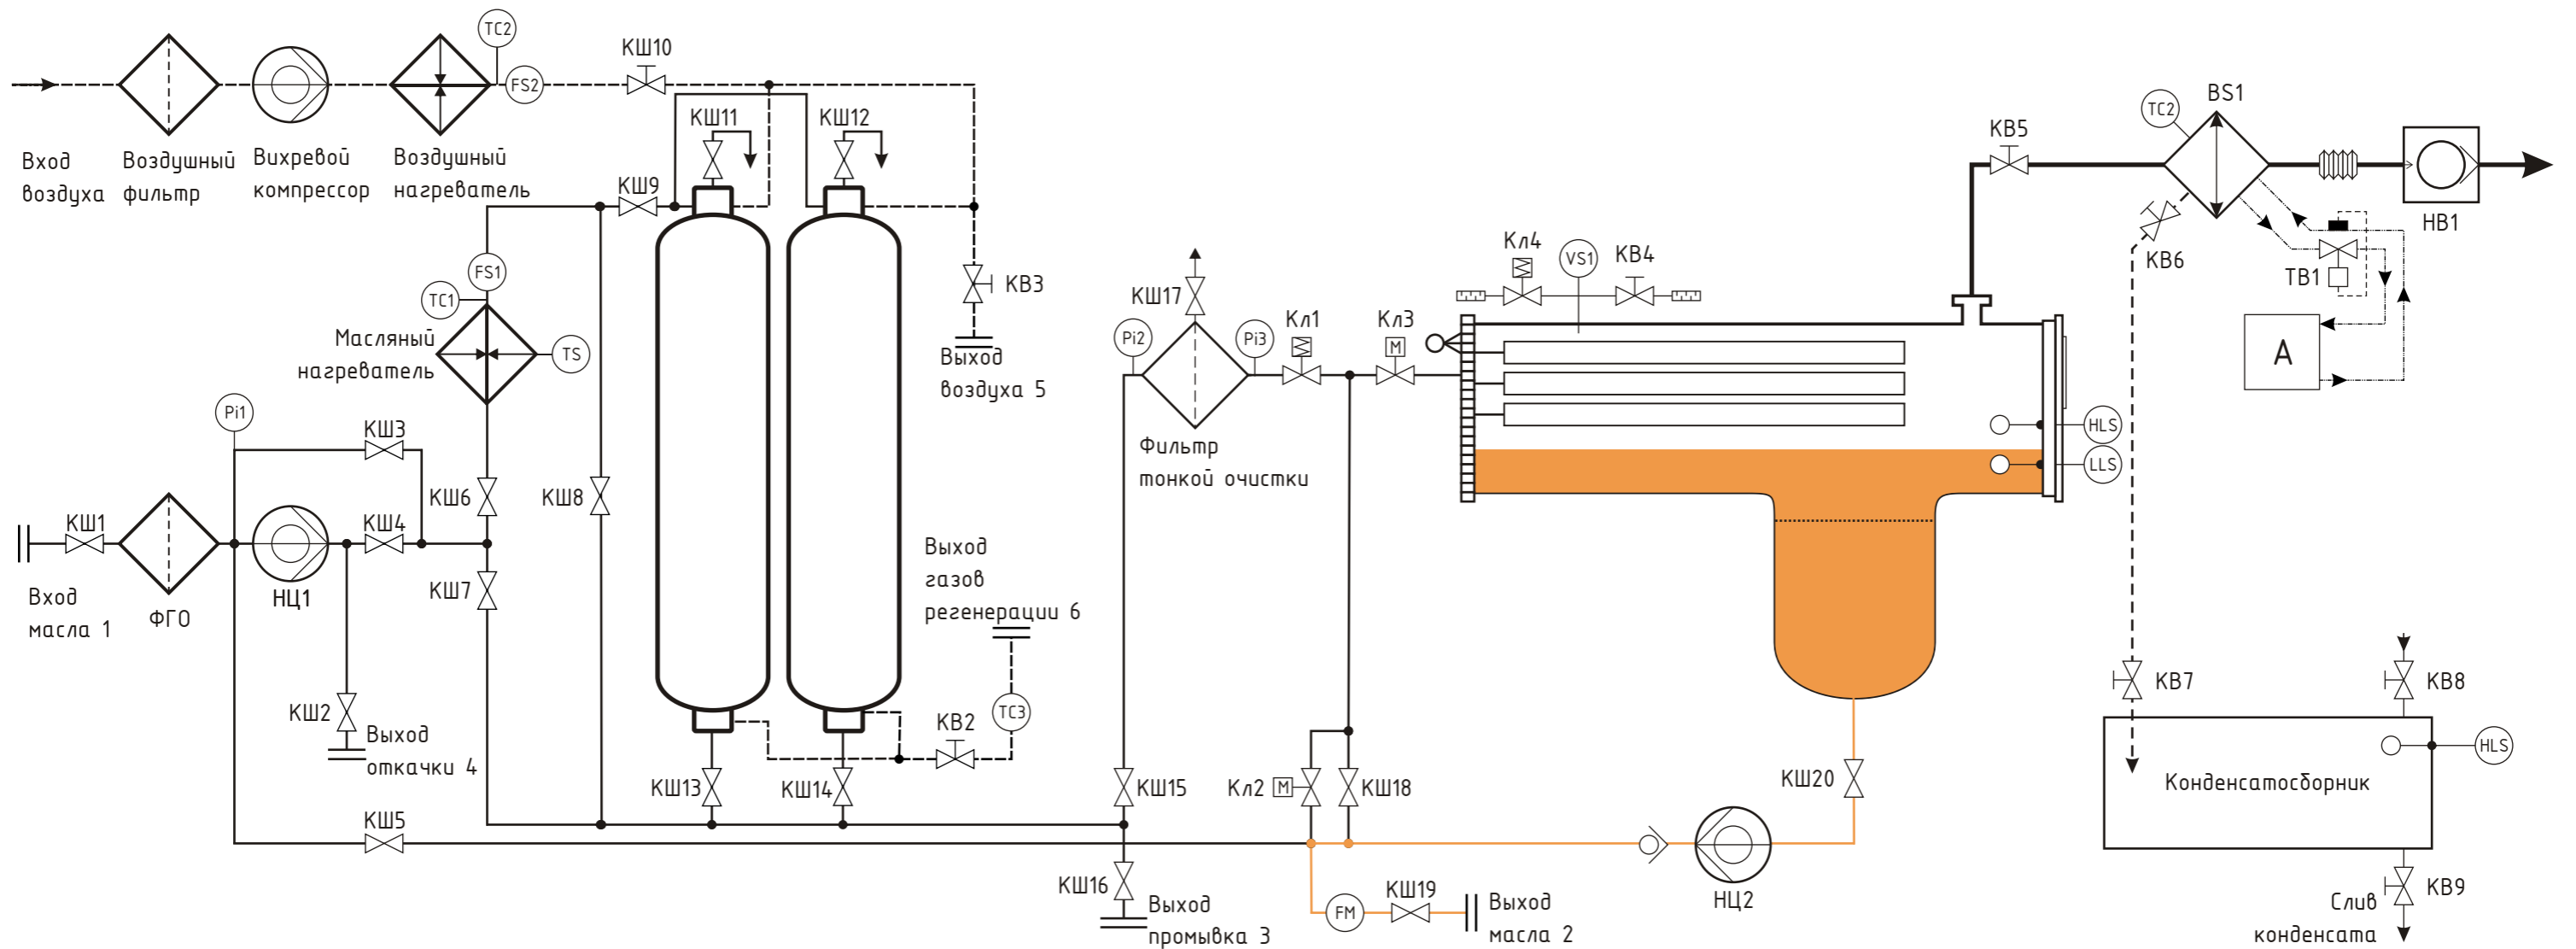 TC2
FS2
КШ10
Вход
воздуха
Воздушный
фильтр
Вихревой
компрессор
Воздушный
нагреватель
КШ11
КШ12
КШ9
FS1
TC1
Масляный
нагреватель
TS
КВ3
Выход
воздуха 5
Pi1
КШ3
КШ6
КШ8
КШ1
КШ4
Вход
масла 1
ФГО
НЦ1
КШ7
КШ2
Выход
откачки 4
КШ5
Выход
газов
регенерации 6
КВ2
TC3
КШ13
КШ14
КШ15
КШ16
Выход
промывка 3
КШ17
Pi2
Pi3
Кл1
Кл3
M
Фильтр
тонкой очистки
Кл4
VS1
КВ4
HLS
LLS
Кл2
M
КШ18
КШ20
НЦ2
FM
КШ19
Выход
масла 2
TC2
BS1
КВ5
КВ6
НВ1
ТВ1
А
КВ7
КВ8
HLS
Конденсатосборник
КВ9
Слив
конденсата